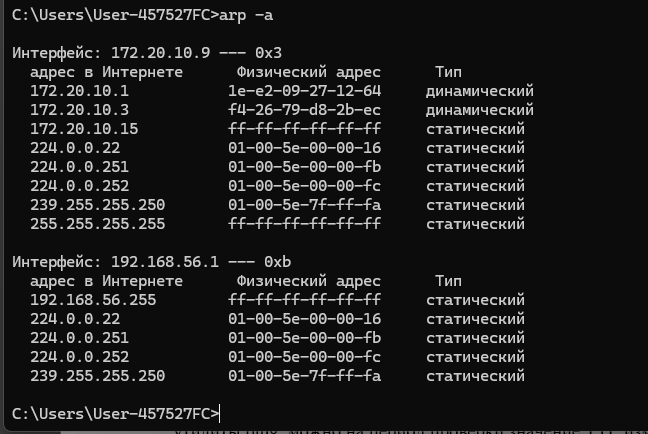 C:\Users\User-457527FC>arp -a
Интерфейс: 172.20.10.9 --- 0x3
адрес в Интернете Физический адрес Тип
172.20.10.1 1e-e2-09-27-12-64 динамический
172.20.10.3 f4-26-79-d8-2b-ec динамический
172.20.10.15 ff-ff-ff-ff-ff-ff статический
224.0.0.22 01-00-5e-00-00-16 статический
224.0.0.251 01-00-5e-00-00-fb статический
224.0.0.252 01-00-5e-00-00-fc статический
239.255.255.250 01-00-5e-7f-ff-fa статический
255.255.255.255 ff-ff-ff-ff-ff-ff статический
Интерфейс: 192.168.56.1 --- 0xb
адрес в Интернете Физический адрес Тип
192.168.56.255 ff-ff-ff-ff-ff-ff статический
224.0.0.22 01-00-5e-00-00-16 статический
224.0.0.251 01-00-5e-00-00-fb статический
224.0.0.252 01-00-5e-00-00-fc статический
239.255.255.250 01-00-5e-7f-ff-fa статический
C:\Users\User-457527FC>